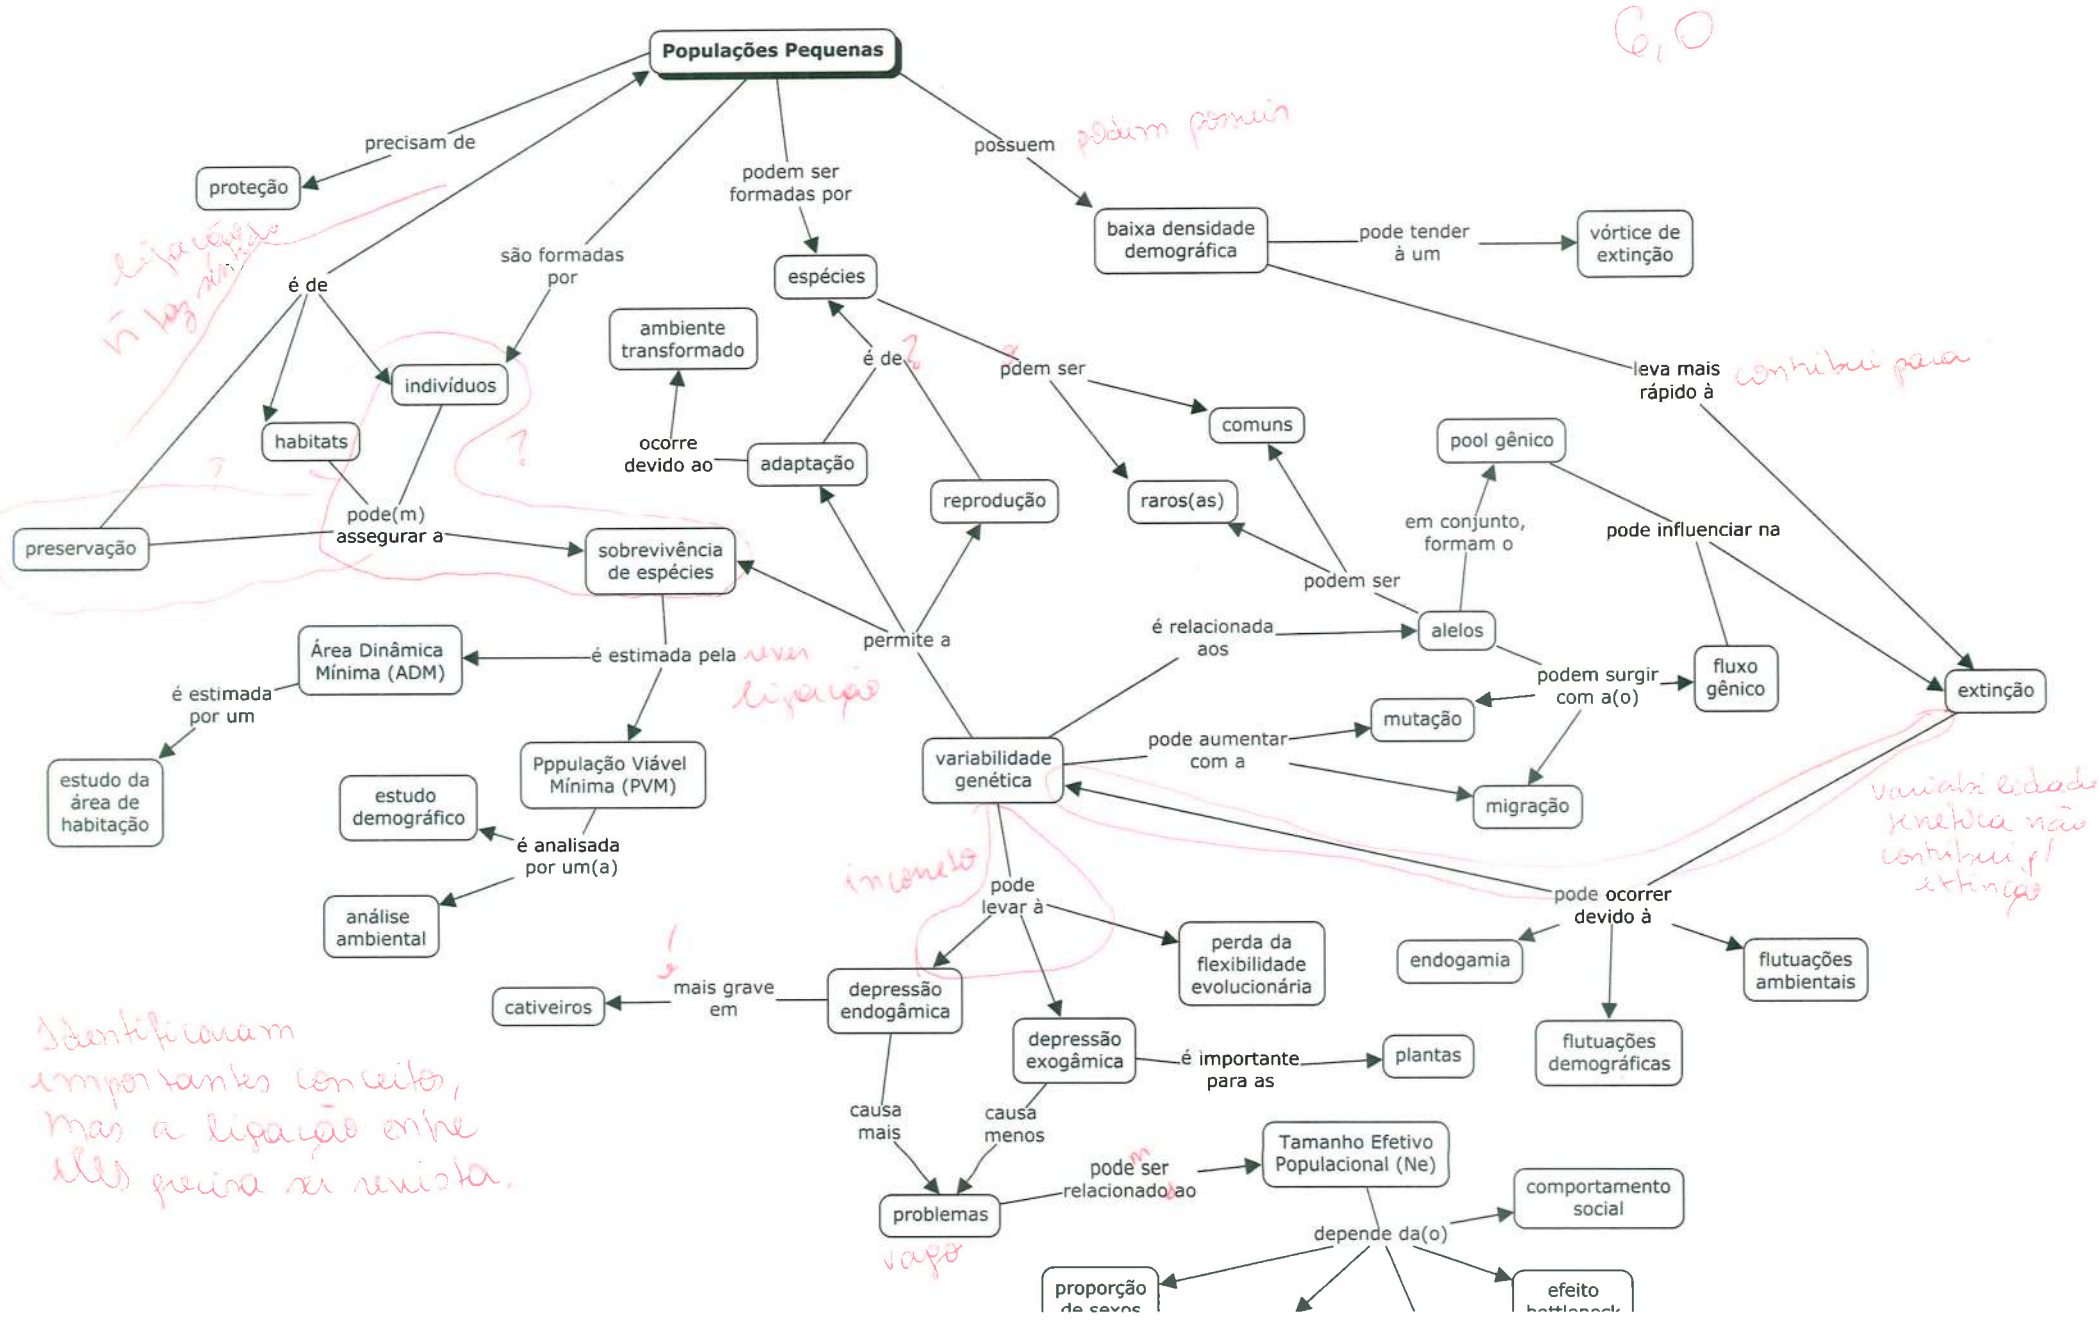 6,0
Populações Pequenas
precisam de
proteção
ligação
ñ faz sentido
é de
são formadas
por
podem ser
formadas por
possuem
podem possuir
baixa densidade
demográfica
pode tender
à um
vórtice de
extinção
espécies
ambiente
transformado
é de
?
?
pdem ser
leva mais
rápido à
contribui para
indivíduos
habitats
?
?
ocorre
devido ao
adaptação
reprodução
comuns
raros(as)
pool gênico
em conjunto,
formam o
pode influenciar na
preservação
pode(m)
assegurar a
sobrevivência
de espécies
podem ser
permite a
é relacionada
aos
alelos
Área Dinâmica
Mínima (ADM)
é estimada pela
rever
ligação
podem surgir
com a(o)
fluxo
gênico
extinção
é estimada
por um
mutação
pode aumentar
com a
variabilidade
genética
migração
estudo da
área de
habitação
estudo
demográfico
Pppulação Viável
Mínima (PVM)
é analisada
por um(a)
análise
ambiental
variabilidade
genética não
contribui p/
extinção
incorreto
pode
levar à
pode ocorrer
devido à
perda da
flexibilidade
evolucionária
endogamia
flutuações
ambientais
flutuações
demográficas
é
mais grave
em
cativeiros
depressão
endogâmica
depressão
exogâmica
é importante
para as
plantas
Identificaram
importantes conceitos,
mas a ligação entre
eles precisa ser revista.
causa
mais
causa
menos
problemas
vago
m
pode ser
relacionado ao
s
Tamanho Efetivo
Populacional (Ne)
depende da(o)
comportamento
social
proporção
de sexos
efeito
bottleneck